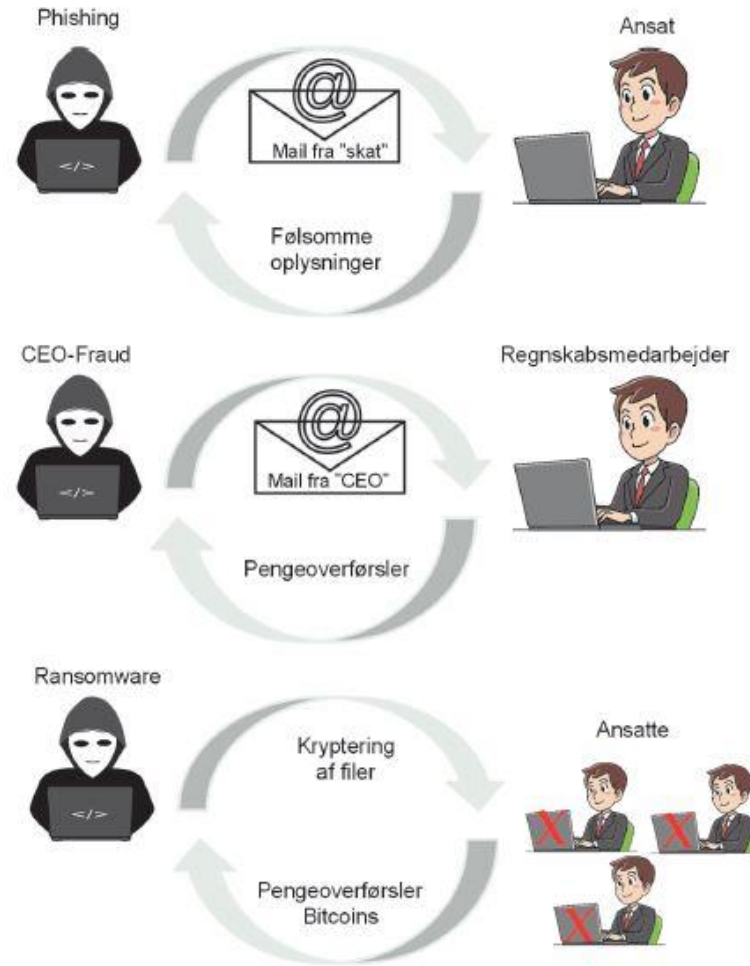 Phishing
Ansat
</>
Mail fra "skat"
Følsomme
oplysninger
CEO-Fraud
Regnskabsmedarbejder
</>
Mail fra "CEO"
Pengeoverførsler
Ransomware
Ansatte
Kryptering
af filer
</>
X
X
Pengeoverførsler
Bitcoins
X